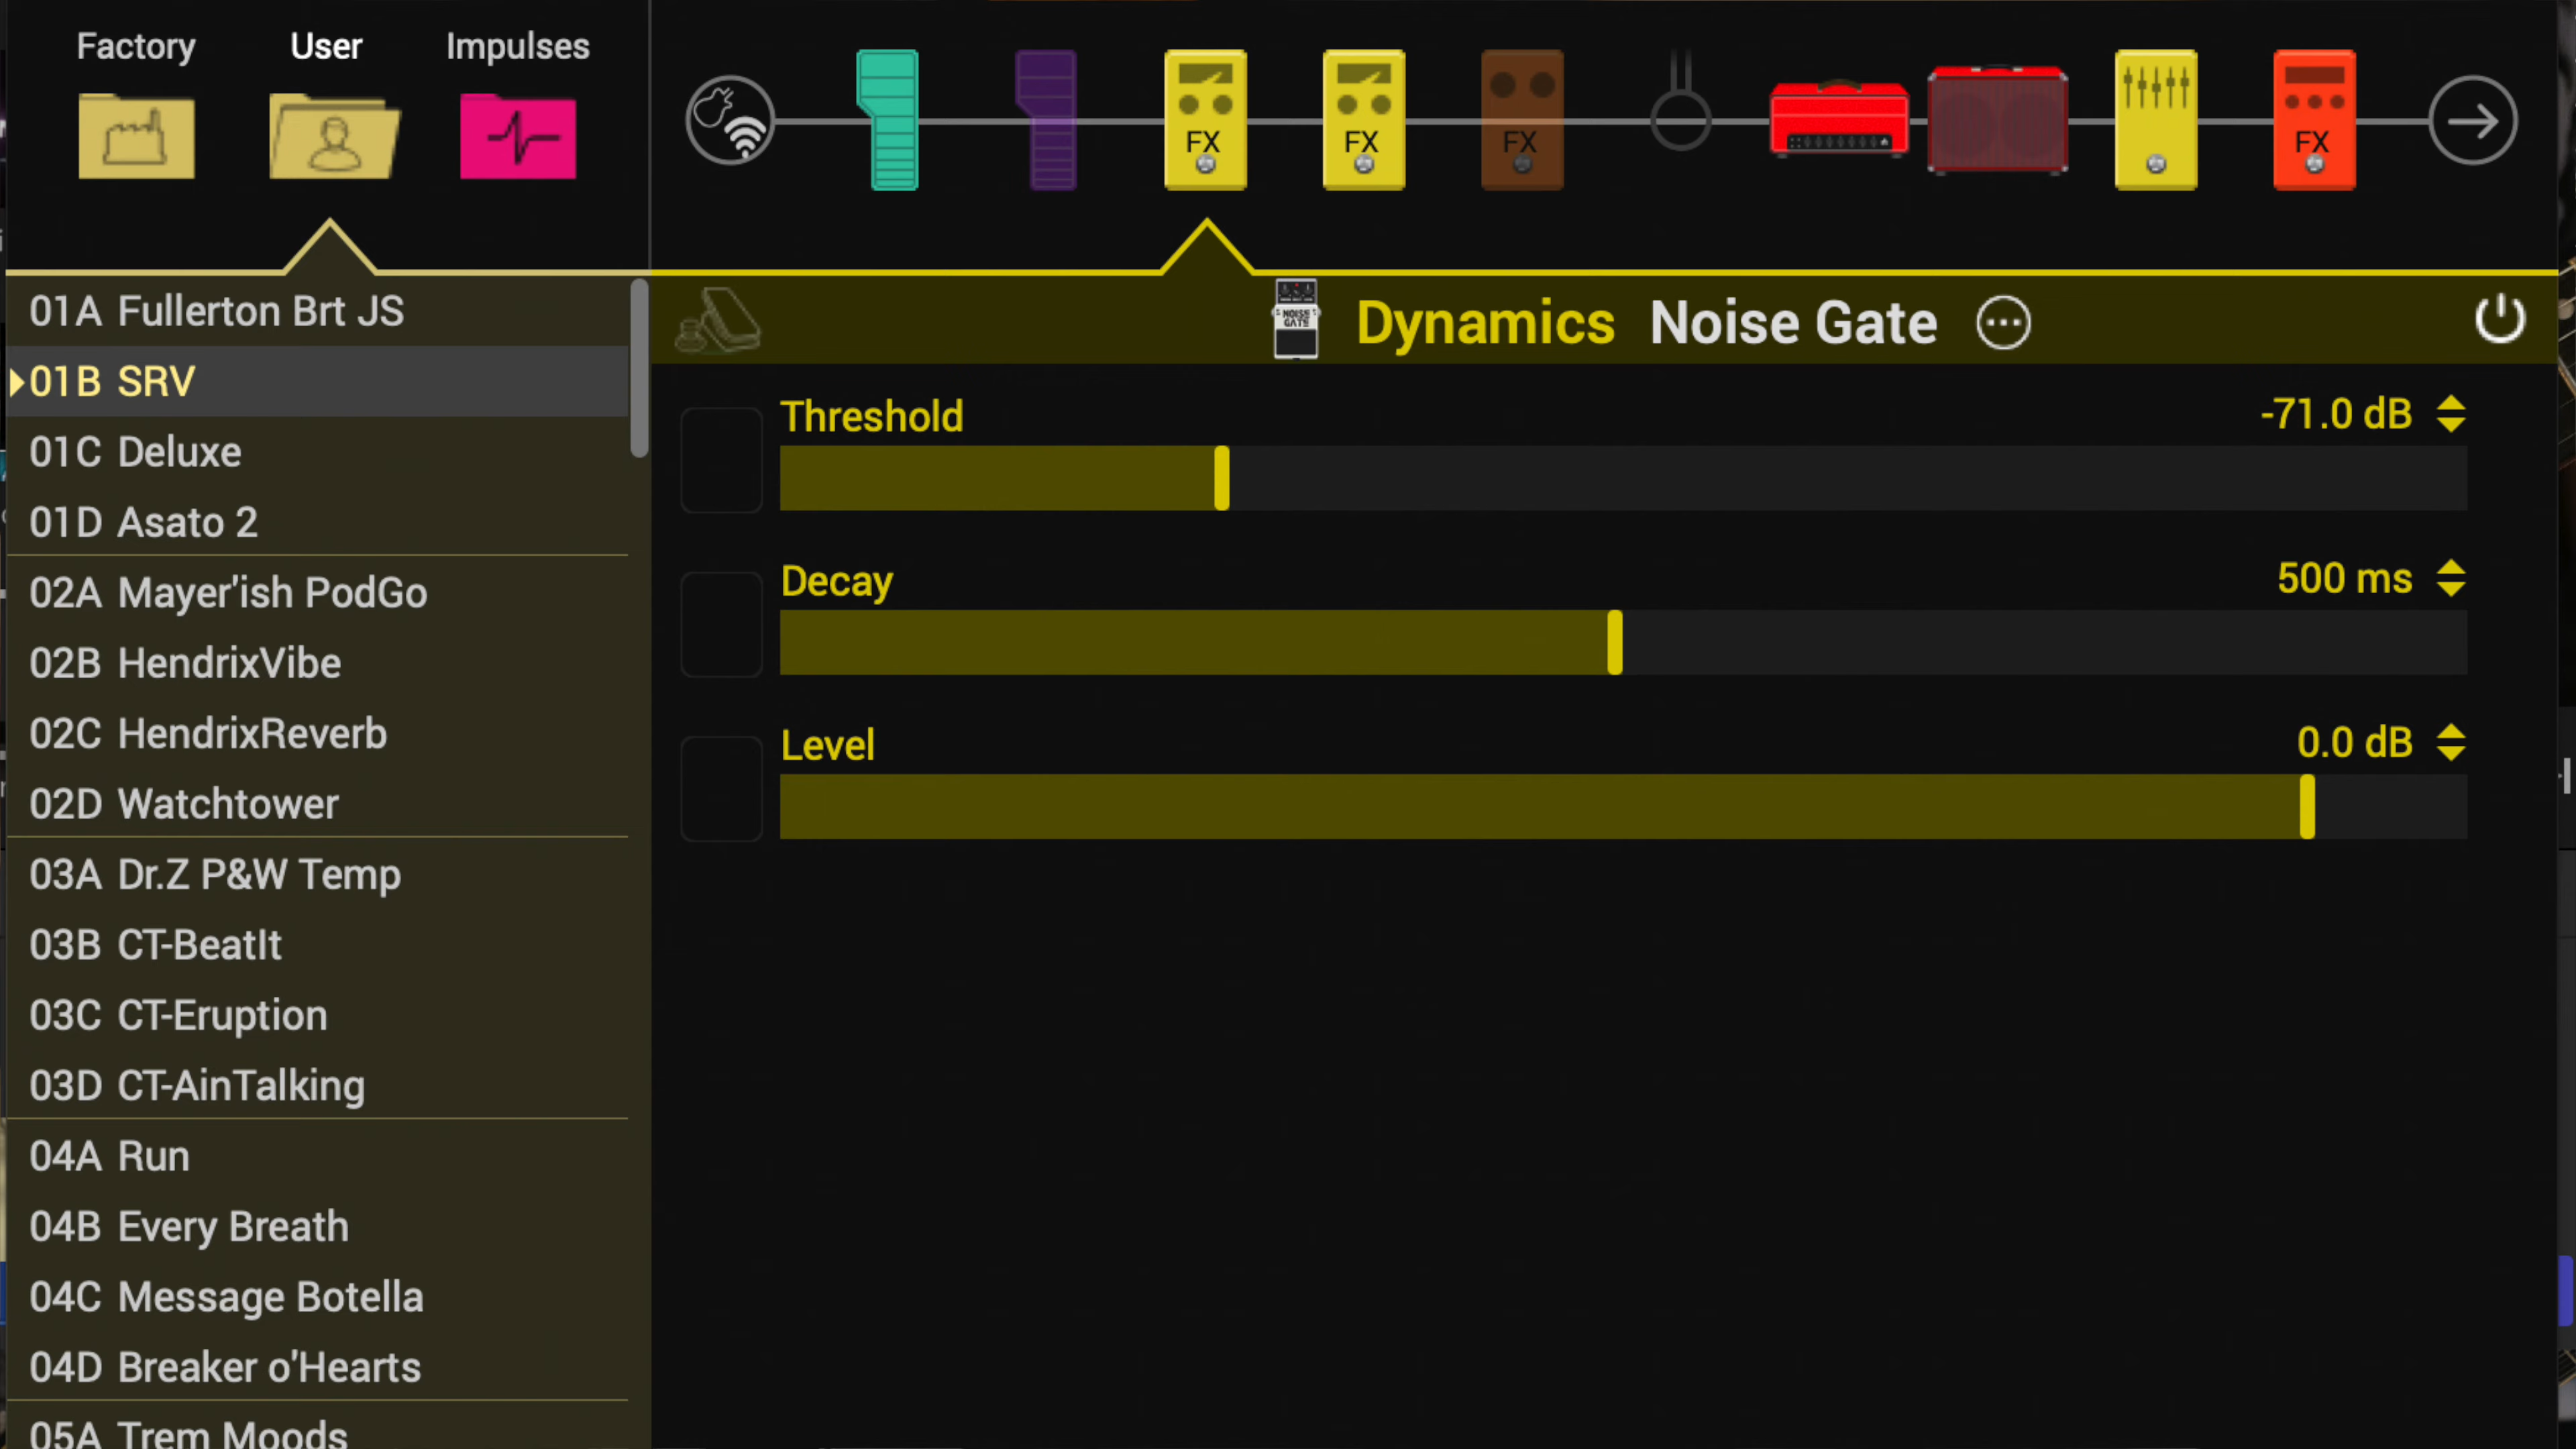 Factory
User
Impulses
FX
FX
FX
FX
01A Fullerton Brt JS
01B SRV
01C Deluxe
01D Asato 2
02A Mayer'ish PodGo
02B HendrixVibe
02C HendrixReverb
02D Watchtower
03A Dr.Z P&W Temp
03B CT-BeatIt
03C CT-Eruption
03D CT-AinTalking
04A Run
04B Every Breath
04C Message Botella
04D Breaker o'Hearts
05A Trem Moods
NOISE
GATE
Dynamics Noise Gate
Threshold
-71.0 dB
Decay
500 ms
Level
0.0 dB